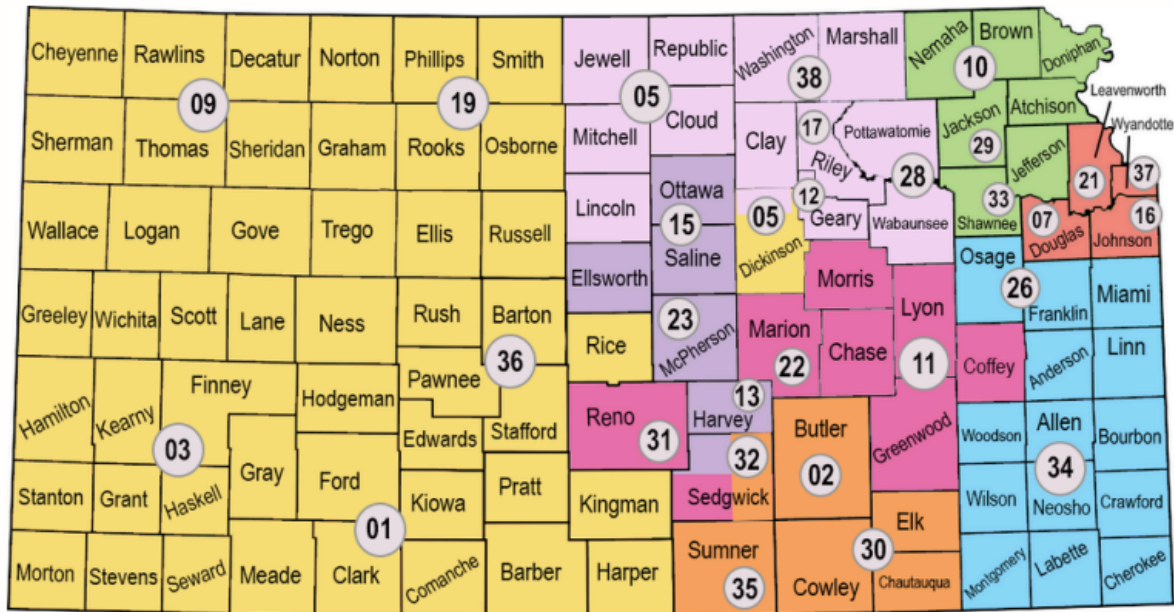 Cheyenne Rawlins Decatur Norton Phillips Smith Jewell Republic Washington Marshall Nemaha Brown Doniphan
09 19 05 38 10
Leavenworth
Sherman Thomas Sheridan Graham Rooks Osborne Mitchell Cloud Clay 17 Riley Pottawatomie Jackson Atchison Wyandotte
29 Jefferson 21 37
Wallace Logan Gove Trego Ellis Russell Lincoln Ottawa 05 12 Geary 28 Wabaunsee 33 Shawnee 07 Douglas 16 Johnson
15 Saline Dickinson
Ellsworth Morris Osage 26 Franklin Miami
Greeley Wichita Scott Lane Ness Rush Barton Rice 23 McPherson Marion Chase Lyon Coffey Anderson Linn
36 22 11
Hamilton Kearny Finney Hodgeman Pawnee Edwards Stafford Reno 13 Harvey Butler Greenwood Woodson Allen Bourbon
03 31 32 02 34
Stanton Grant Haskell Gray Ford Kiowa Pratt Kingman Sedgwick Elk Wilson Neosho Crawford
01 30
Morton Stevens Seward Meade Clark Comanche Barber Harper Sumner Cowley Chautauqua Montgomery Labette Cherokee
35